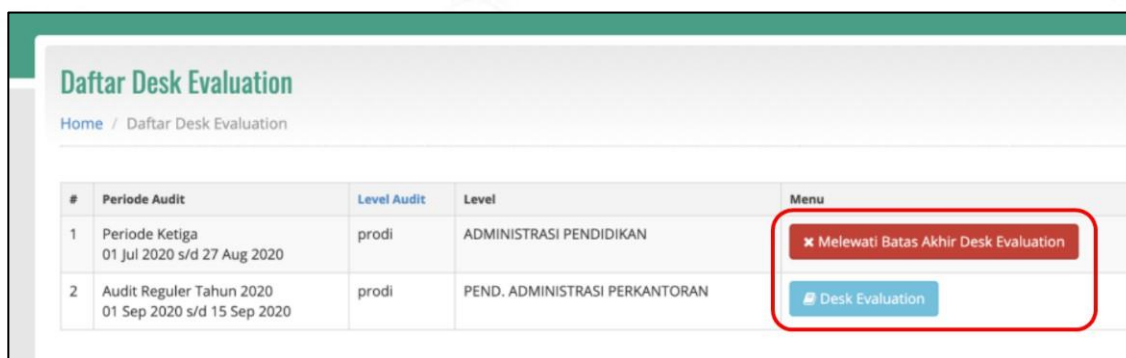 Daftar Desk Evaluation
Home / Daftar Desk Evaluation
# Periode Audit Level Audit Level Menu
1 Periode Ketiga prodi ADMINISTRASI PENDIDIKAN Melewati Batas Akhir Desk Evaluation
01 Jul 2020 s/d 27 Aug 2020
2 Audit Reguler Tahun 2020 prodi PEND. ADMINISTRASI PERKANTORAN Desk Evaluation
01 Sep 2020 s/d 15 Sep 2020